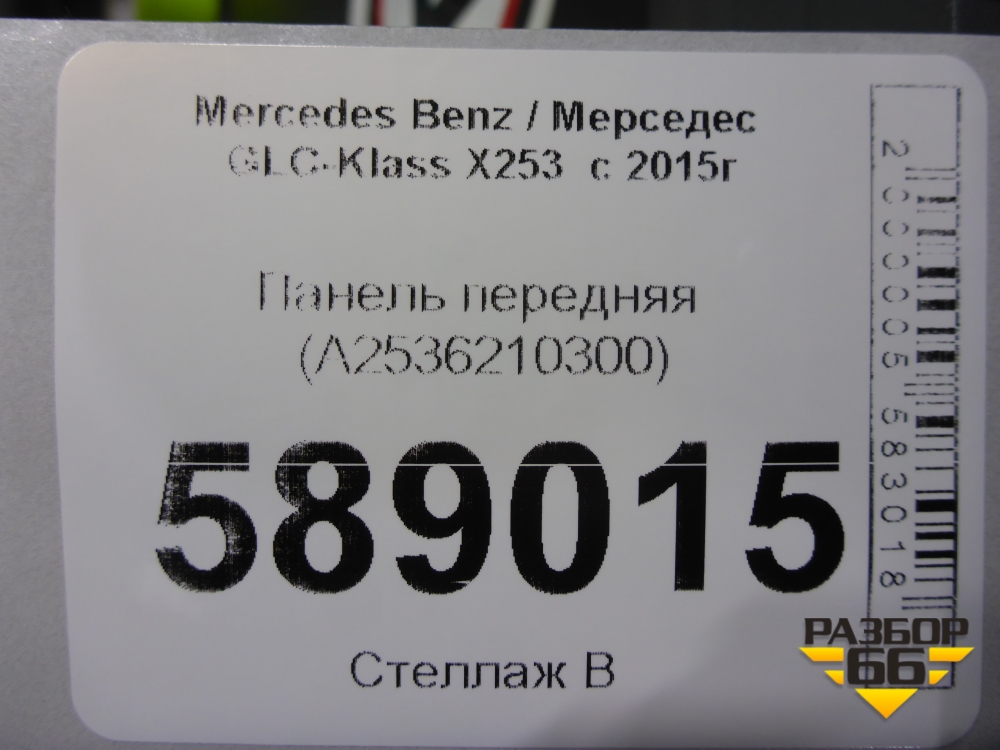 Mercedes Benz / Мерседес
GLC-Klass X253 с 2015г
Панель передняя
(A2536210300)
589015
Стеллаж В
2000005583018
РАЗБОР
66